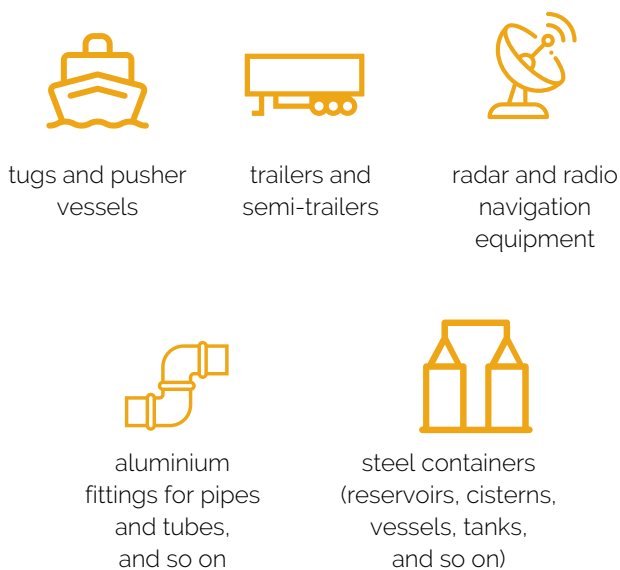 tugs and pusher
vessels
trailers and
semi-trailers
radar and radio
navigation
equipment
aluminium
fittings for pipes
and tubes,
and so on
steel containers
(reservoirs, cisterns,
vessels, tanks,
and so on)